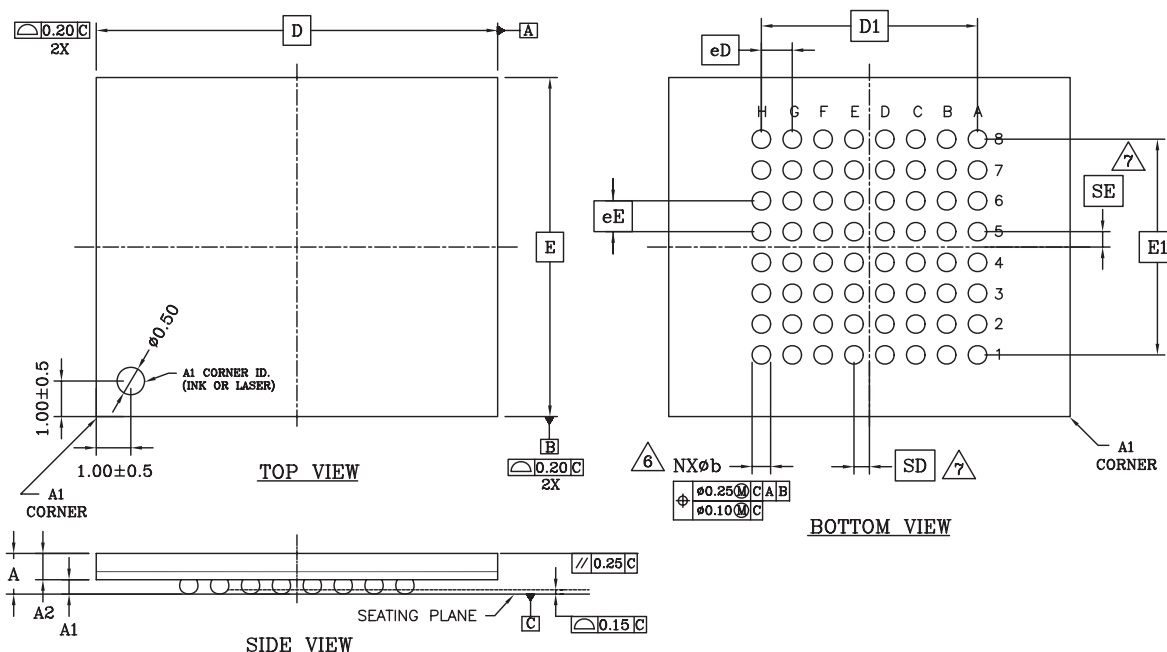 ⌓ 0.20 C
2X
D
A
E
ø0.50
A1 CORNER ID.
(INK OR LASER)
1.00±0.5
1.00±0.5
A1
CORNER
TOP VIEW
B
⌓ 0.20 C
2X
D1
eD
H G F E D C B A
8
7
6
5
4
3
2
1
7
SE
eE
E1
6 NXøb
SD 7
⌖ ø0.25Ⓜ C A B
ø0.10Ⓜ C
A1
CORNER
BOTTOM VIEW
A
A2
A1
// 0.25 C
SEATING PLANE
C
⌓ 0.15 C
SIDE VIEW